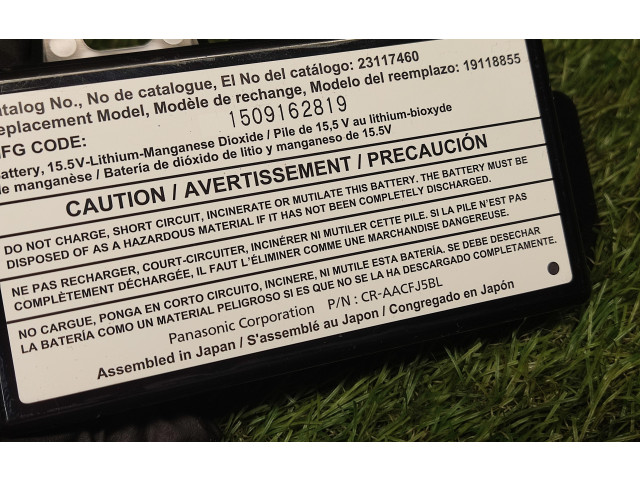 atalog No., No de catalogue, El No del catálogo: 23117460
eplacement Model, Modèle de rechange, Modelo del reemplazo: 19118855
FG CODE: 1509162819
attery, 15.5V-Lithium-Manganese Dioxide / Pile de 15,5 V au lithium-bioxyde
de manganèse / Batería de dióxido de litio y manganeso de 15.5V
CAUTION / AVERTISSEMENT / PRECAUCIÓN
DO NOT CHARGE, SHORT CIRCUIT, INCINERATE OR MUTILATE THIS BATTERY. THE BATTERY MUST BE
DISPOSED OF AS A HAZARDOUS MATERIAL IF IT HAS NOT BEEN COMPLETELY DISCHARGED.
NE PAS RECHARGER, COURT-CIRCUITER, INCINÉRER NI MUTILER CETTE PILE. SI LA PILE N'EST PAS
COMPLÈTEMENT DÉCHARGÉE, IL FAUT L'ÉLIMINER COMME UNE MARCHANDISE DANGEREUSE.
NO CARGUE, PONGA EN CORTO CIRCUITO, INCINERE, NI MUTILE ESTA BATERÍA. SE DEBE DESECHAR
LA BATERÍA COMO UN MATERIAL PELIGROSO SI ES QUE NO SE LA HA DESCARGADO COMPLETAMENTE.
Panasonic Corporation P/N : CR-AACFJ5BL
Assembled in Japan / S'assemblé au Japon / Congregado en Japón